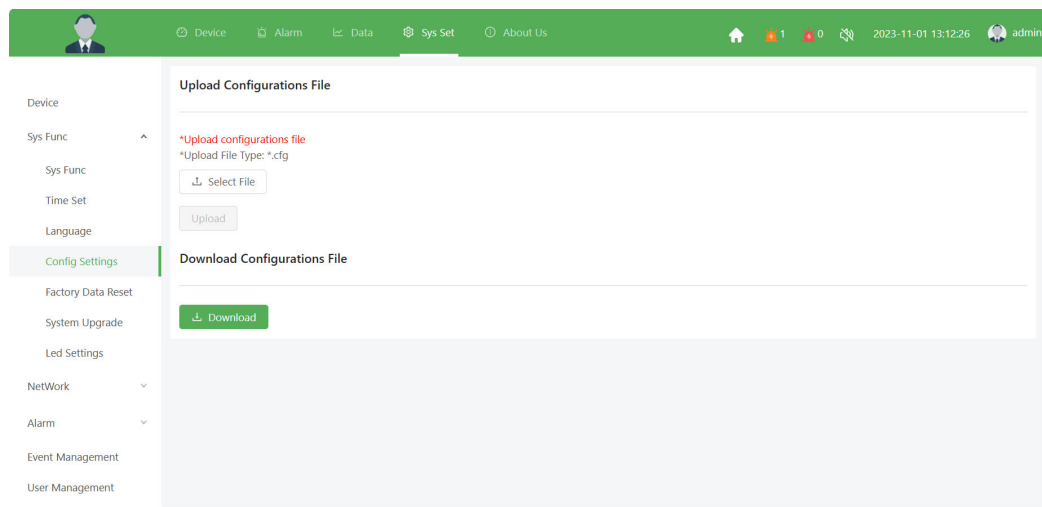 Device Alarm Data Sys Set About Us 1 0 2023-11-01 13:12:26 admin
Device
Sys Func
Sys Func
Time Set
Language
Config Settings
Factory Data Reset
System Upgrade
Led Settings
NetWork
Alarm
Event Management
User Management
Upload Configurations File
*Upload configurations file
*Upload File Type: *.cfg
Select File
Upload
Download Configurations File
Download